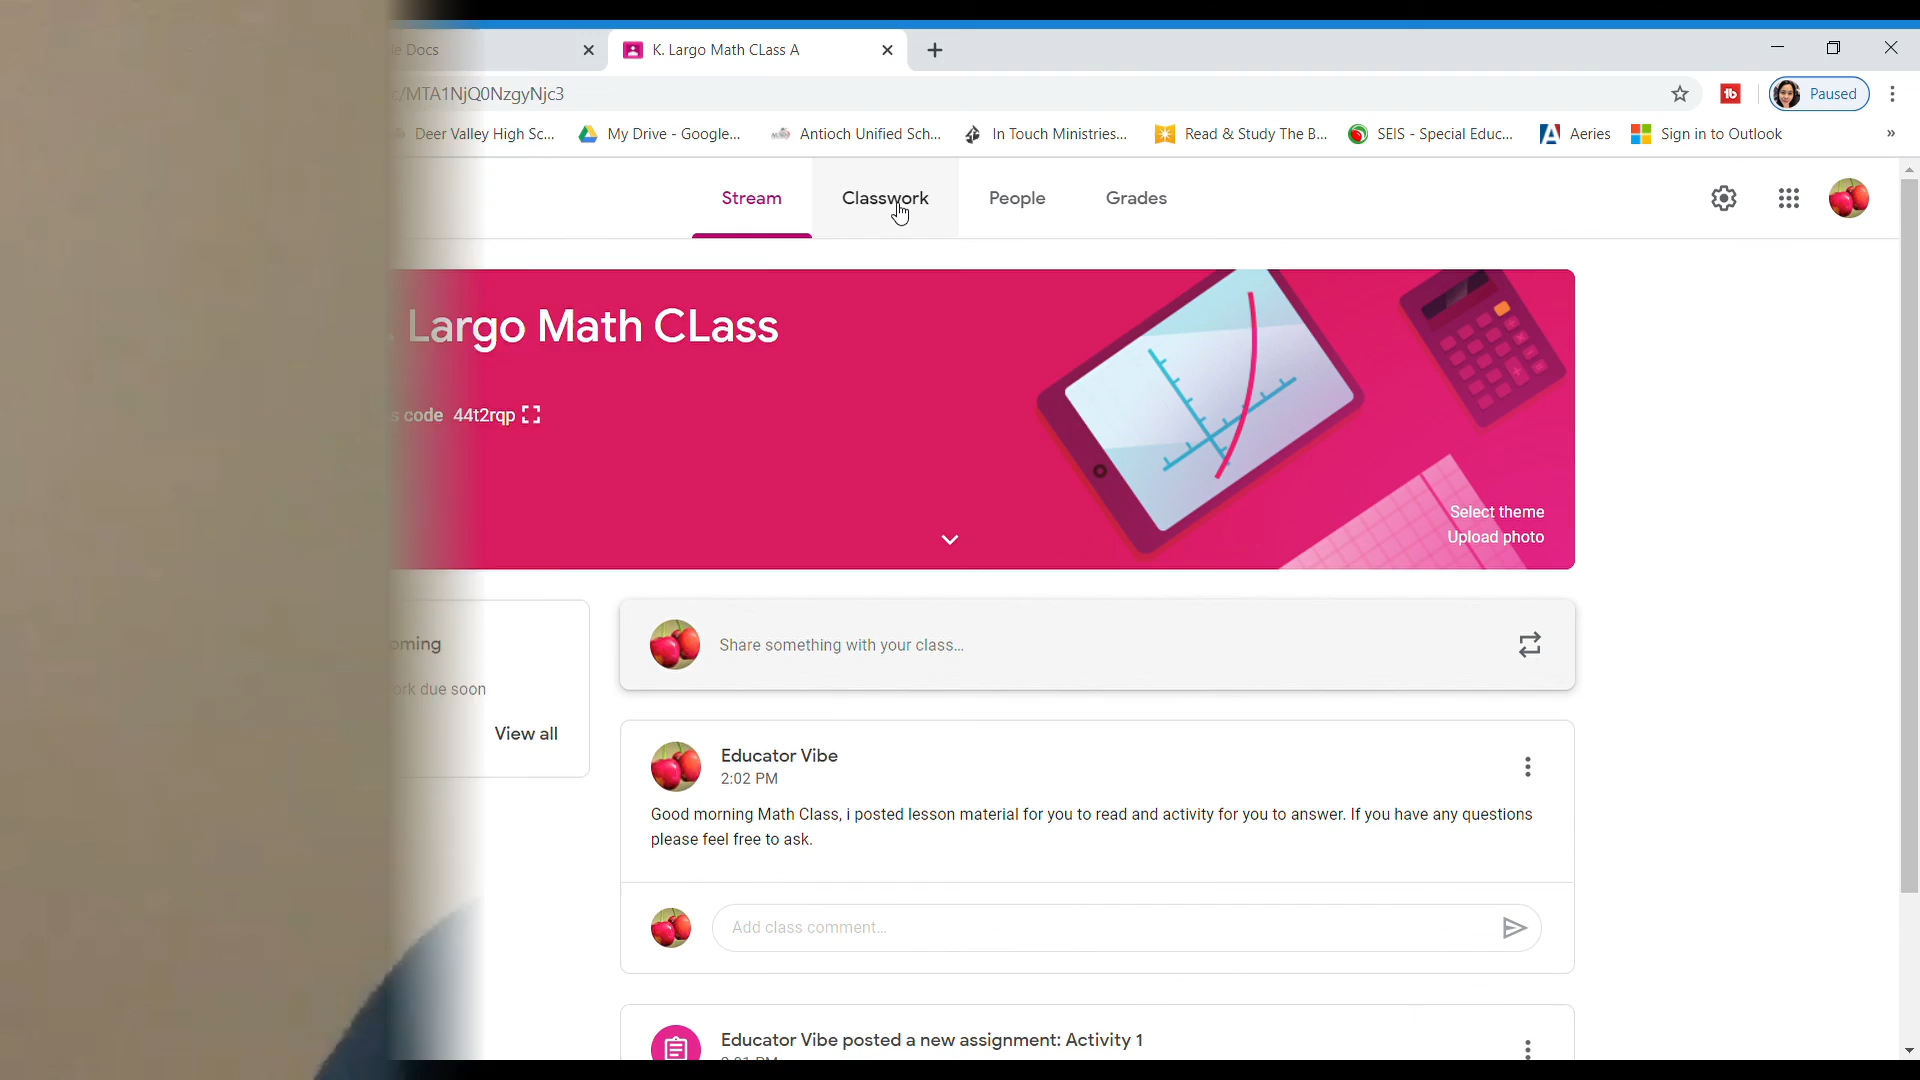 Docs
K. Largo Math CLass A
Paused
c/MTA1NjQ0NzgyNjc3
Deer Valley High Sc...
My Drive - Google...
Antioch Unified Sch...
In Touch Ministries...
Read & Study The B...
SEIS - Special Educ...
Aeries
Sign in to Outlook
»
Stream
Classwork
People
Grades
Largo Math CLass
code 44t2rqp
Select theme
Upload photo
due soon
View all
Share something with your class...
Educator Vibe
2:02 PM
Good morning Math Class, i posted lesson material for you to read and activity for you to answer. If you have any questions
please feel free to ask.
Add class comment...
Educator Vibe posted a new assignment: Activity 1